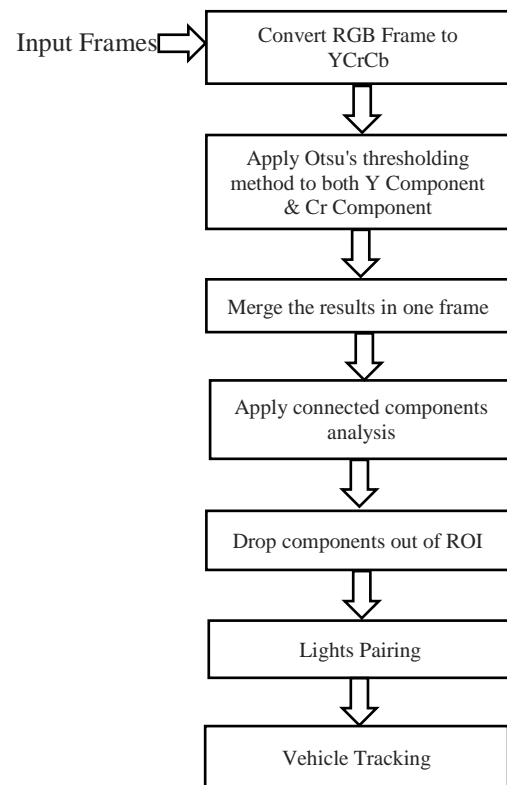 Input Frames
Convert RGB Frame to
YCrCb
Apply Otsu's thresholding
method to both Y Component
& Cr Component
Merge the results in one frame
Apply connected components
analysis
Drop components out of ROI
Lights Pairing
Vehicle Tracking